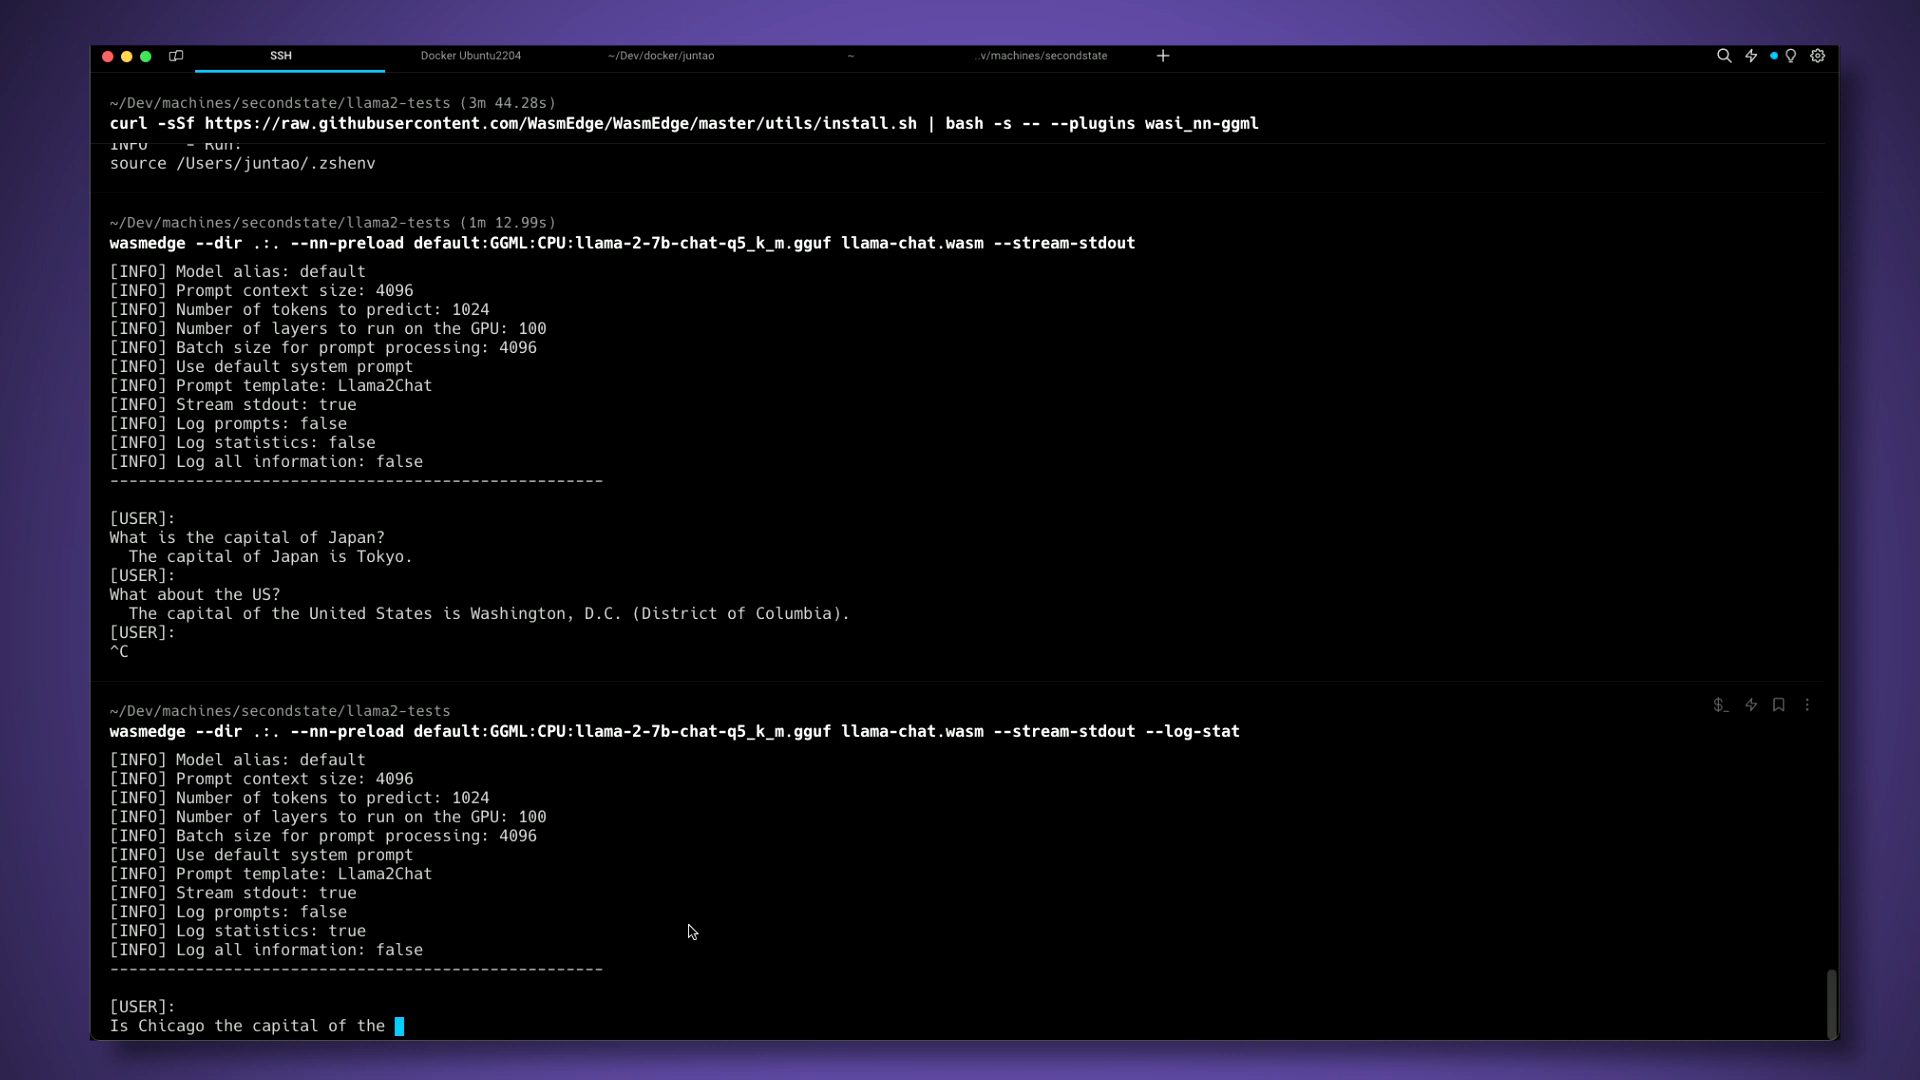 SSH
Docker Ubuntu2204
~/Dev/docker/juntao
~
..v/machines/secondstate
~/Dev/machines/secondstate/llama2-tests (3m 44.28s)
curl -sSf https://raw.githubusercontent.com/WasmEdge/WasmEdge/master/utils/install.sh | bash -s -- --plugins wasi_nn-ggml
INFO    - Run:
source /Users/juntao/.zshenv
~/Dev/machines/secondstate/llama2-tests (1m 12.99s)
wasmedge --dir .:. --nn-preload default:GGML:CPU:llama-2-7b-chat-q5_k_m.gguf llama-chat.wasm --stream-stdout
[INFO] Model alias: default
[INFO] Prompt context size: 4096
[INFO] Number of tokens to predict: 1024
[INFO] Number of layers to run on the GPU: 100
[INFO] Batch size for prompt processing: 4096
[INFO] Use default system prompt
[INFO] Prompt template: Llama2Chat
[INFO] Stream stdout: true
[INFO] Log prompts: false
[INFO] Log statistics: false
[INFO] Log all information: false
----------------------------------------------------
[USER]:
What is the capital of Japan?
  The capital of Japan is Tokyo.
[USER]:
What about the US?
  The capital of the United States is Washington, D.C. (District of Columbia).
[USER]:
^C
~/Dev/machines/secondstate/llama2-tests
$_
wasmedge --dir .:. --nn-preload default:GGML:CPU:llama-2-7b-chat-q5_k_m.gguf llama-chat.wasm --stream-stdout --log-stat
[INFO] Model alias: default
[INFO] Prompt context size: 4096
[INFO] Number of tokens to predict: 1024
[INFO] Number of layers to run on the GPU: 100
[INFO] Batch size for prompt processing: 4096
[INFO] Use default system prompt
[INFO] Prompt template: Llama2Chat
[INFO] Stream stdout: true
[INFO] Log prompts: false
[INFO] Log statistics: true
[INFO] Log all information: false
----------------------------------------------------
[USER]:
Is Chicago the capital of the